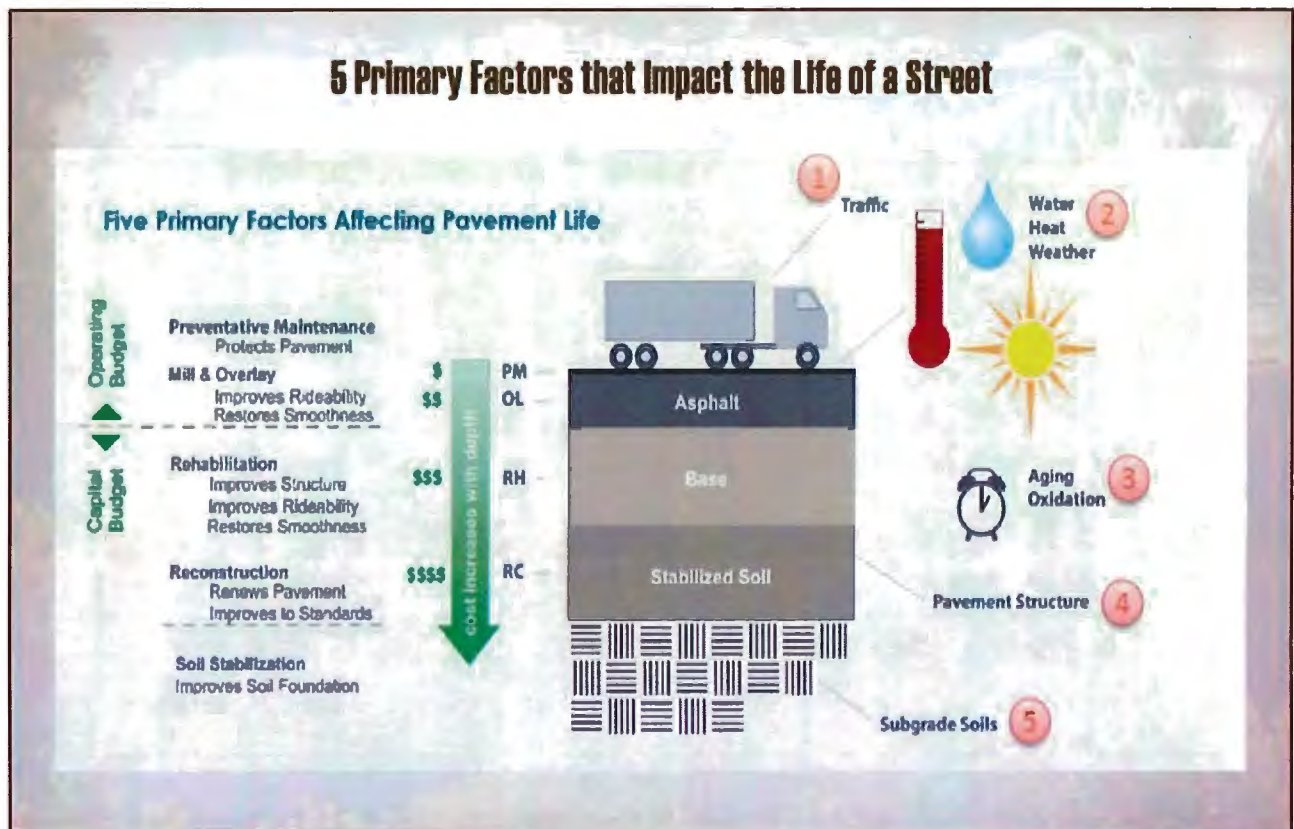 5 Primary Factors that Impact the Life of a Street
Five Primary Factors Affecting Pavement Life
Operating
Budget
Capital
Budget
Preventative Maintenance
Protects Pavement
Mill & Overlay
Improves Rideability
Restores Smoothness
Rehabilitation
Improves Structure
Improves Rideability
Restores Smoothness
Reconstruction
Renews Pavement
Improves to Standards
Soil Stabilization
Improves Soil Foundation
$
$$
$$$
$$$$
cost increases with depth
PM
OL
RH
RC
Asphalt
Base
Stabilized Soil
1
Traffic
Water
Heat
Weather
2
Aging
Oxidation
3
Pavement Structure
4
Subgrade Soils
5